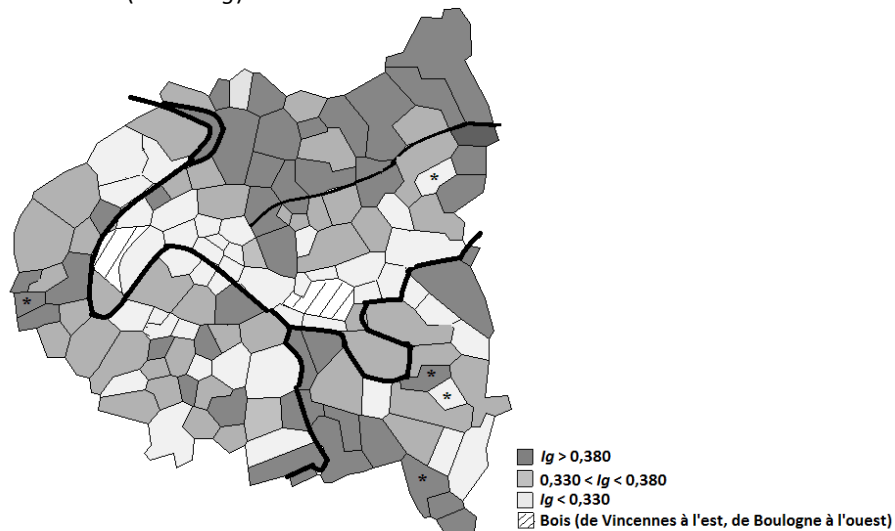 *
*
*
*
*
Ig > 0,380
0,330 < Ig < 0,380
Ig < 0,330
Bois (de Vincennes à l'est, de Boulogne à l'ouest)